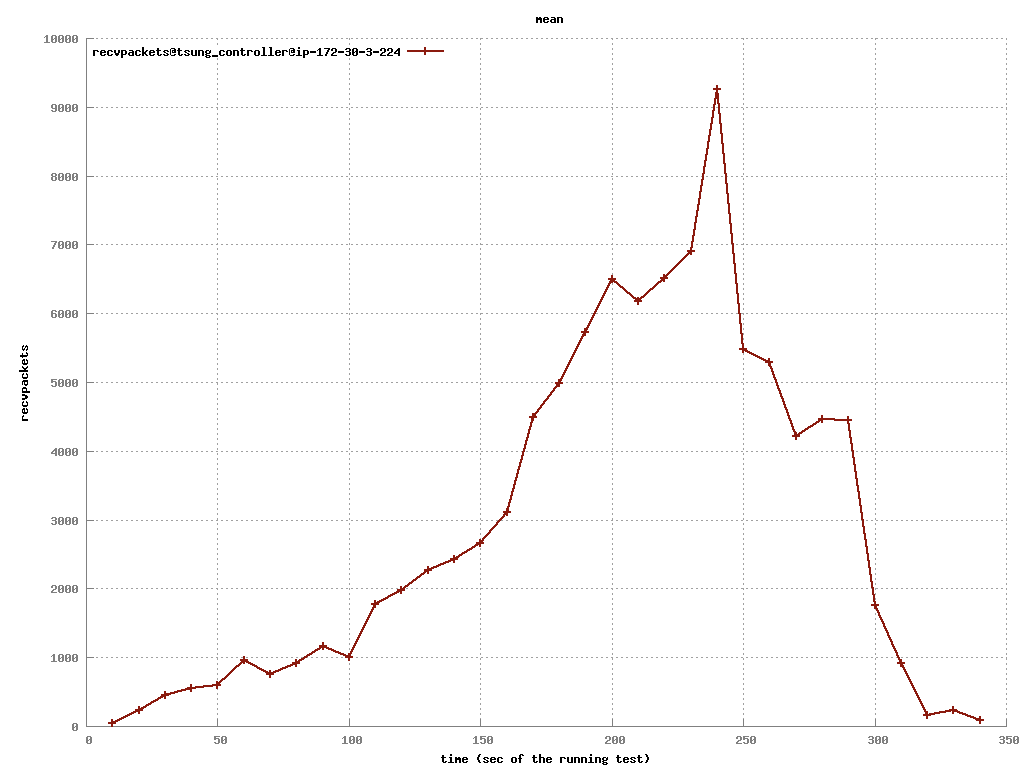 mean
10000
recvpackets@tsung_controller@ip-172-30-3-224
9000
8000
7000
6000
recvpackets
5000
4000
3000
2000
1000
0
0 50 100 150 200 250 300 350
time (sec of the running test)